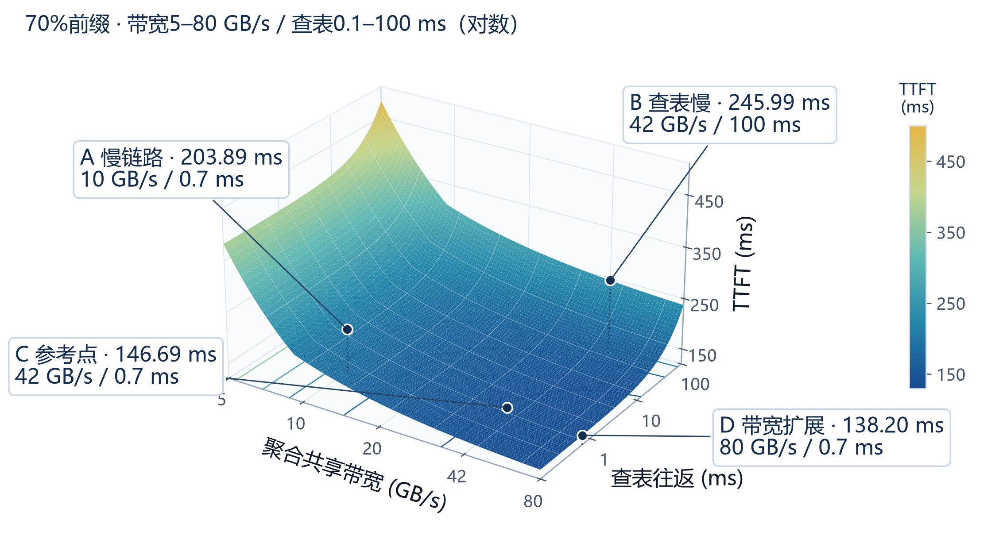 70%前缀 · 带宽5–80 GB/s / 查表0.1–100 ms（对数）
TTFT
(ms)
B 查表慢 · 245.99 ms
42 GB/s / 100 ms
A 慢链路 · 203.89 ms
10 GB/s / 0.7 ms
C 参考点 · 146.69 ms
42 GB/s / 0.7 ms
D 带宽扩展 · 138.20 ms
80 GB/s / 0.7 ms
450
350
250
150
TTFT (ms)
450
350
250
150
5
10
20
42
80
聚合共享带宽 (GB/s)
1
10
100
查表往返 (ms)